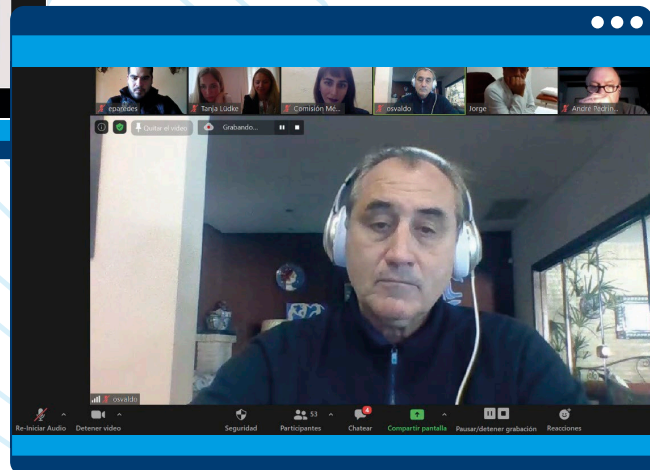 eparedes
Tanja Lüdke
Comisión Mé...
osvaldo
Jorge
André Pedrin...
Quitar el video
Grabando...
osvaldo
Re-Iniciar Audio
Detener video
Seguridad
53
Participantes
4
Chatear
Compartir pantalla
Pausar/detener grabación
Reacciones